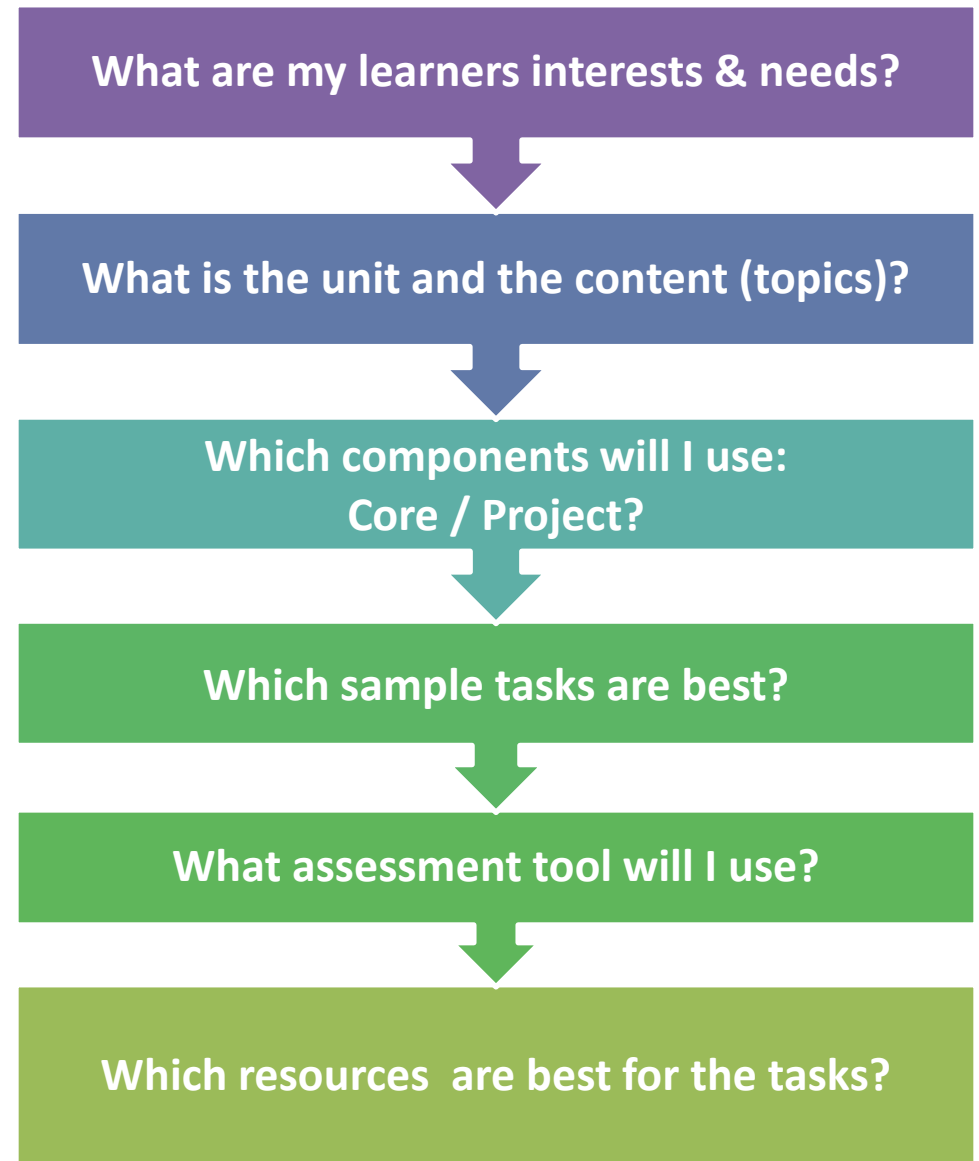 What are my learners interests & needs?
What is the unit and the content (topics)?
Which components will I use:
Core / Project?
Which sample tasks are best?
What assessment tool will I use?
Which resources  are best for the tasks?